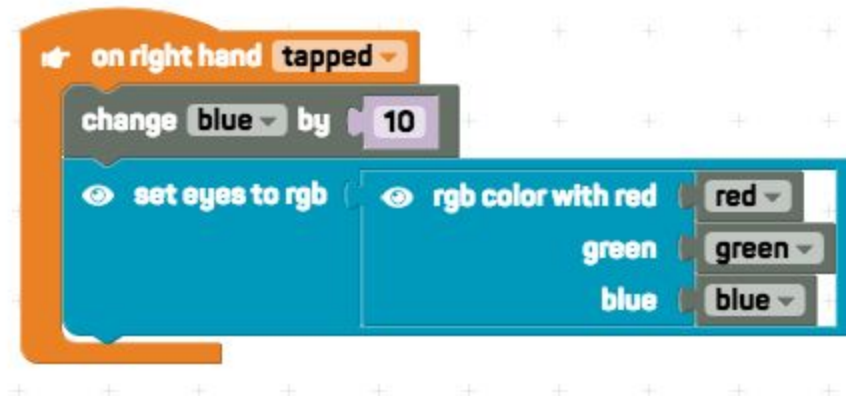 on right hand tapped
change blue by 10
set eyes to rgb rgb color with red red
green green
blue blue